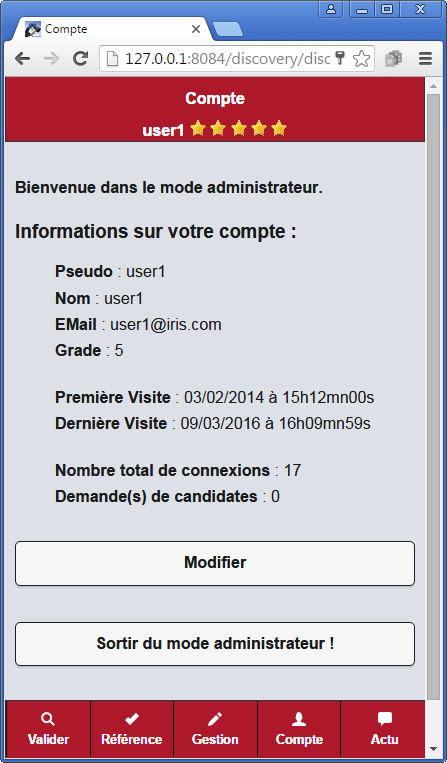 Compte
127.0.0.1:8084/discovery/disc
Compte
user1
Bienvenue dans le mode administrateur.
Informations sur votre compte :
Pseudo : user1
Nom : user1
EMail : user1@iris.com
Grade : 5
Première Visite : 03/02/2014 à 15h12mn00s
Dernière Visite : 09/03/2016 à 16h09mn59s
Nombre total de connexions : 17
Demande(s) de candidates : 0
Modifier
Sortir du mode administrateur !
Valider Référence Gestion Compte Actu